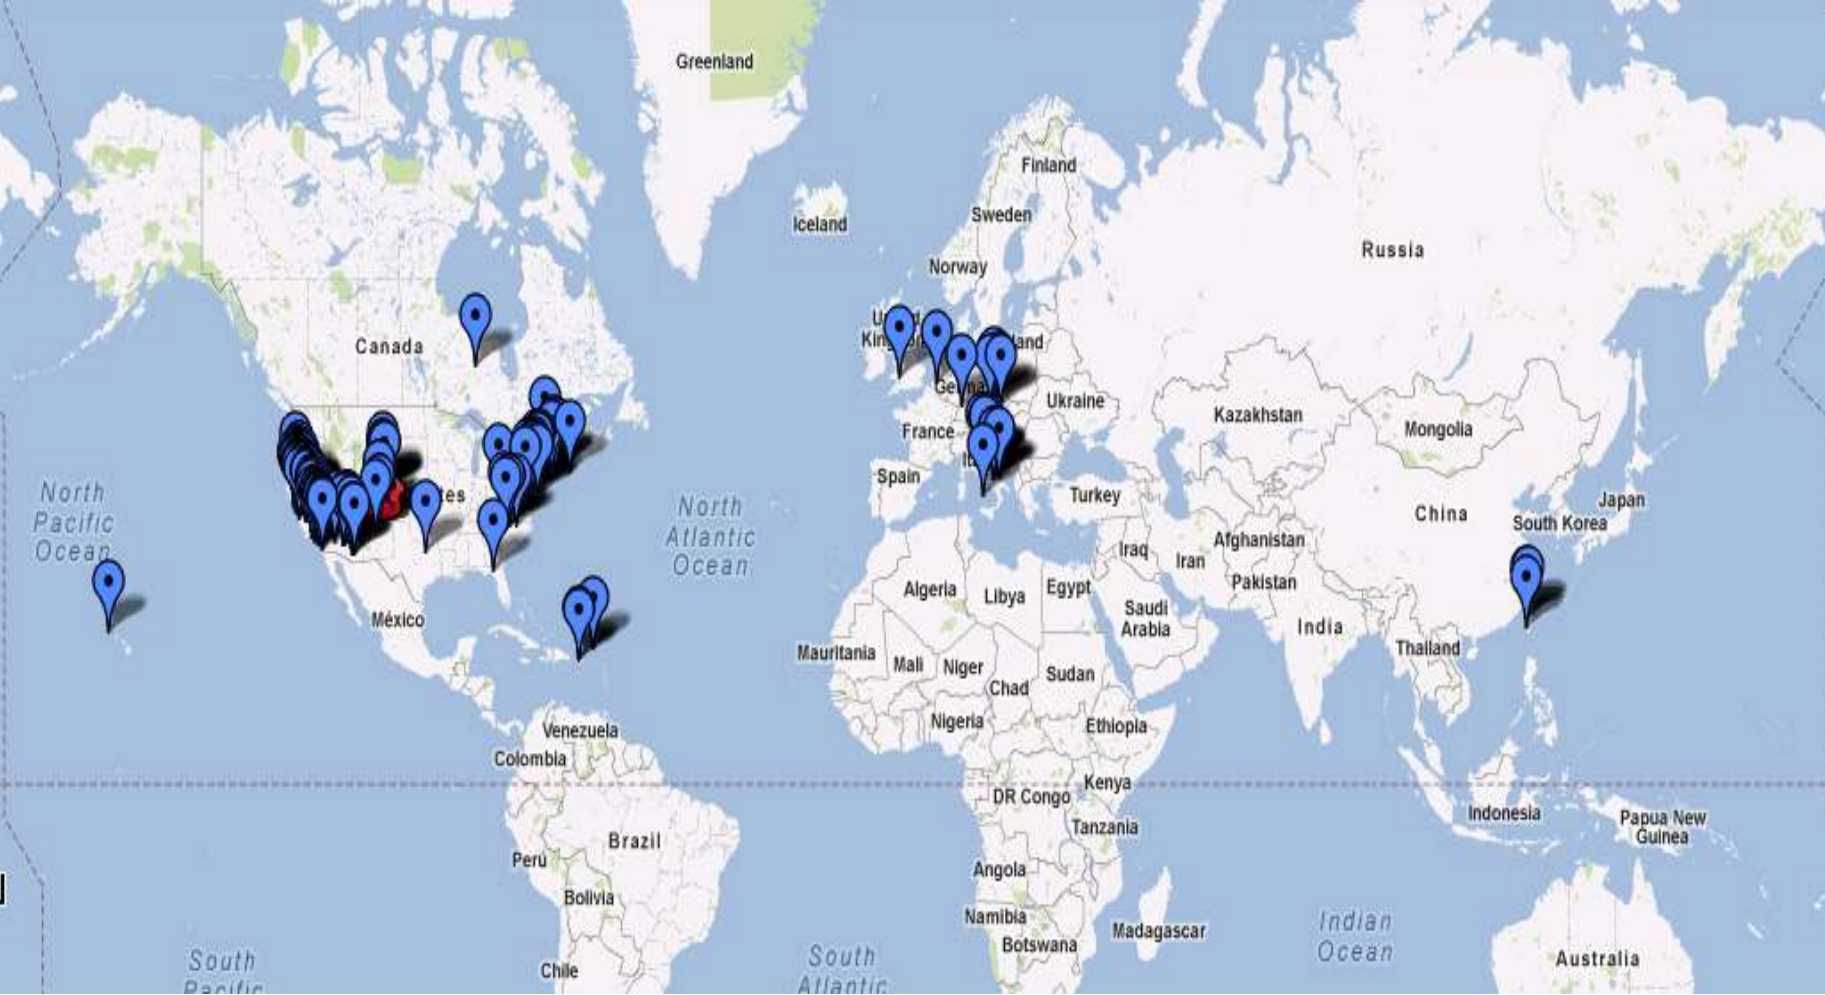 Greenland
Finland
Iceland
Sweden
Norway
Russia
Canada
Ukraine
Kazakhstan
Mongolia
France
Spain
Turkey
China
Japan
South Korea
North
Pacific
Ocean
North
Atlantic
Ocean
Iraq
Iran
Afghanistan
Pakistan
Algeria
Libya
Egypt
Saudi
Arabia
India
Thailand
México
Mauritania
Mali
Niger
Chad
Sudan
Nigeria
Ethiopia
Venezuela
Colombia
Kenya
DR Congo
Tanzania
Indonesia
Papua New
Guinea
Brazil
Perú
Bolivia
Angola
Namibia
Botswana
Madagascar
Indian
Ocean
Australia
Chile
South
Pacific
South
Atlantic